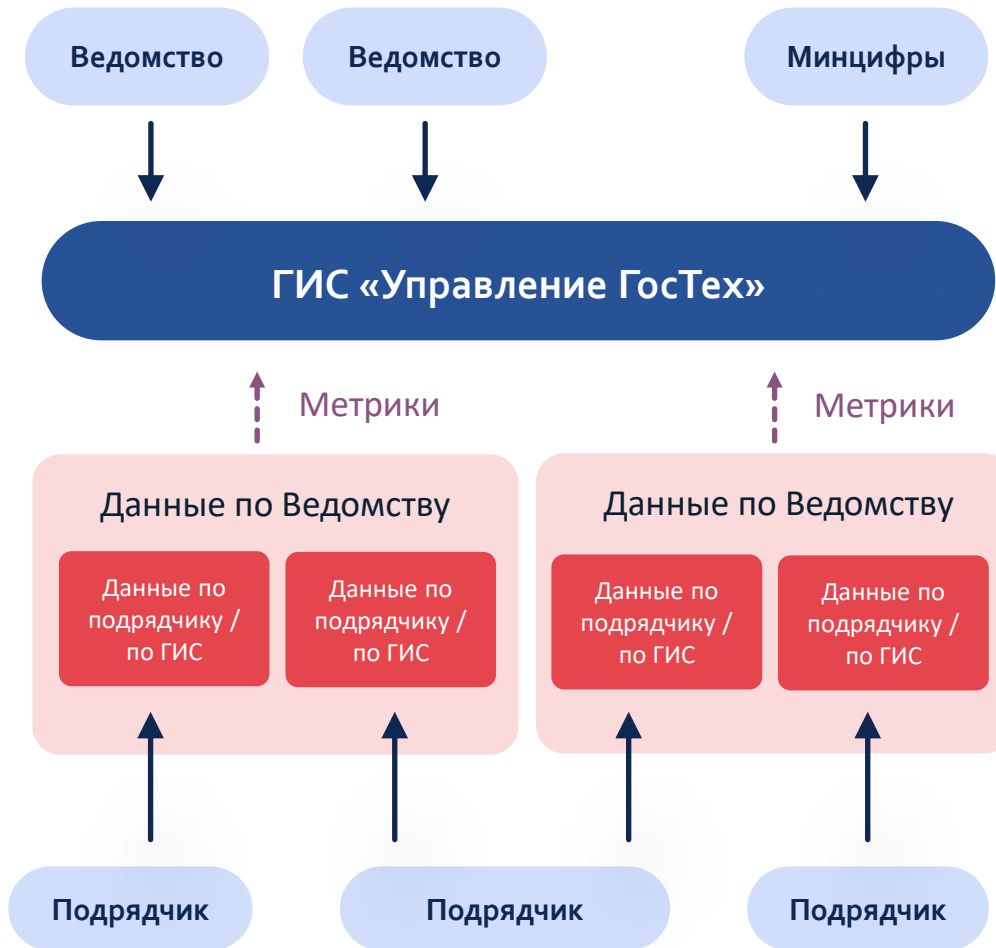 Ведомство
Ведомство
Минцифры
ГИС «Управление ГосТех»
Метрики
Метрики
Данные по Ведомству
Данные по
подрядчику /
по ГИС
Данные по
подрядчику /
по ГИС
Данные по Ведомству
Данные по
подрядчику /
по ГИС
Данные по
подрядчику /
по ГИС
Подрядчик
Подрядчик
Подрядчик